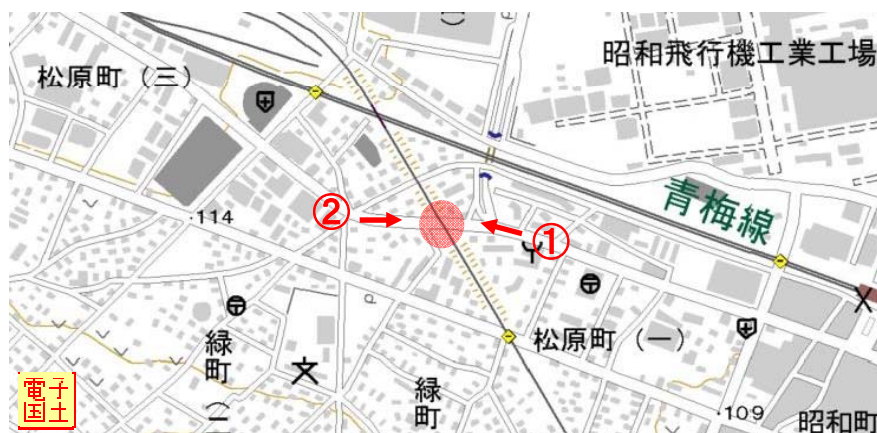 昭和飛行機工業工場
松原町(三)
青梅線
・114
②
①
松原町(一)
緑町
緑町
・109
昭和町
電子
国土